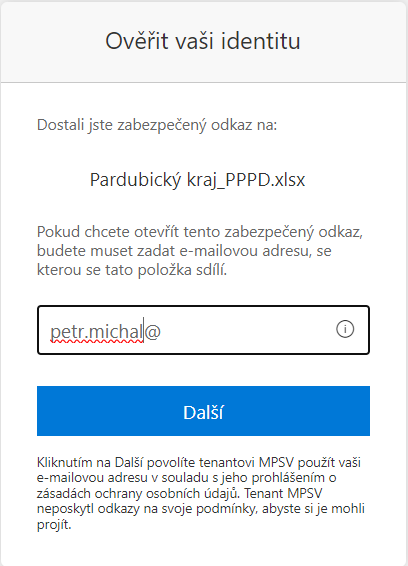 Ověřit vaši identitu
Dostali jste zabezpečený odkaz na:
Pardubický kraj_PPPD.xlsx
Pokud chcete otevřít tento zabezpečený odkaz,
budete muset zadat e-mailovou adresu, se
kterou se tato položka sdílí.
petr.michal@
Další
Kliknutím na Další povolíte tenantovi MPSV použít vaši
e-mailovou adresu v souladu s jeho prohlášením o
zásadách ochrany osobních údajů. Tenant MPSV
neposkytl odkazy na svoje podmínky, abyste si je mohli
projít.